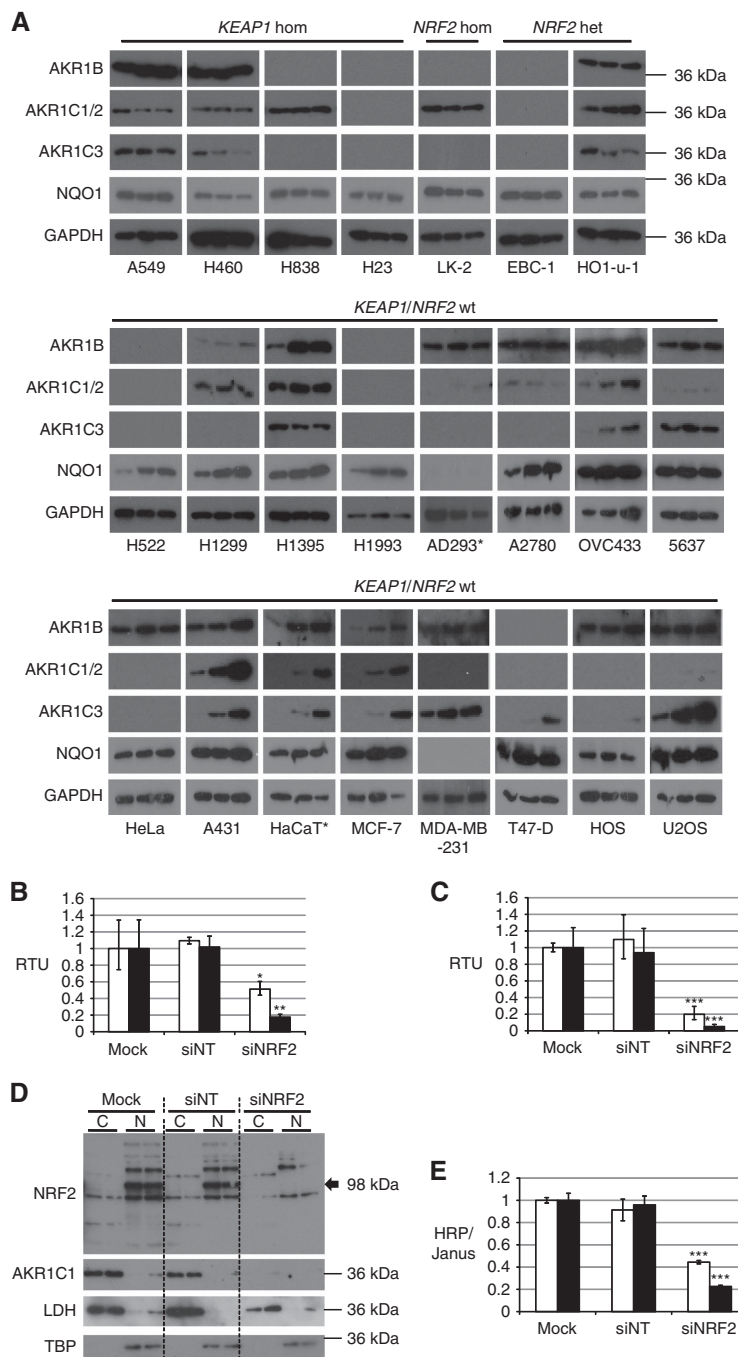 A
KEAP1 hom NRF2 hom NRF2 het
AKR1B 36 kDa
AKR1C1/2 36 kDa
AKR1C3 36 kDa
36 kDa
NQO1
GAPDH 36 kDa
A549 H460 H838 H23 LK-2 EBC-1 HO1-u-1
KEAP1/NRF2 wt
AKR1B
AKR1C1/2
AKR1C3
NQO1
GAPDH
H522 H1299 H1395 H1993 AD293* A2780 OVC433 5637
KEAP1/NRF2 wt
AKR1B
AKR1C1/2
AKR1C3
NQO1
GAPDH
HeLa A431 HaCaT* MCF-7 MDA-MB T47-D HOS U2OS
-231
B
1.6
1.4
1.2
1
RTU 0.8
0.6
0.4
0.2
0
* **
Mock siNT siNRF2
C
1.6
1.4
1.2
1
RTU 0.8
0.6
0.4
0.2
0
*** ***
Mock siNT siNRF2
D
Mock siNT siNRF2
C N C N C N
NRF2 98 kDa
AKR1C1 36 kDa
LDH 36 kDa
36 kDa
TBP
E
1.2
1
0.8
HRP/
Janus
0.6
0.4
0.2
0
*** ***
Mock siNT siNRF2